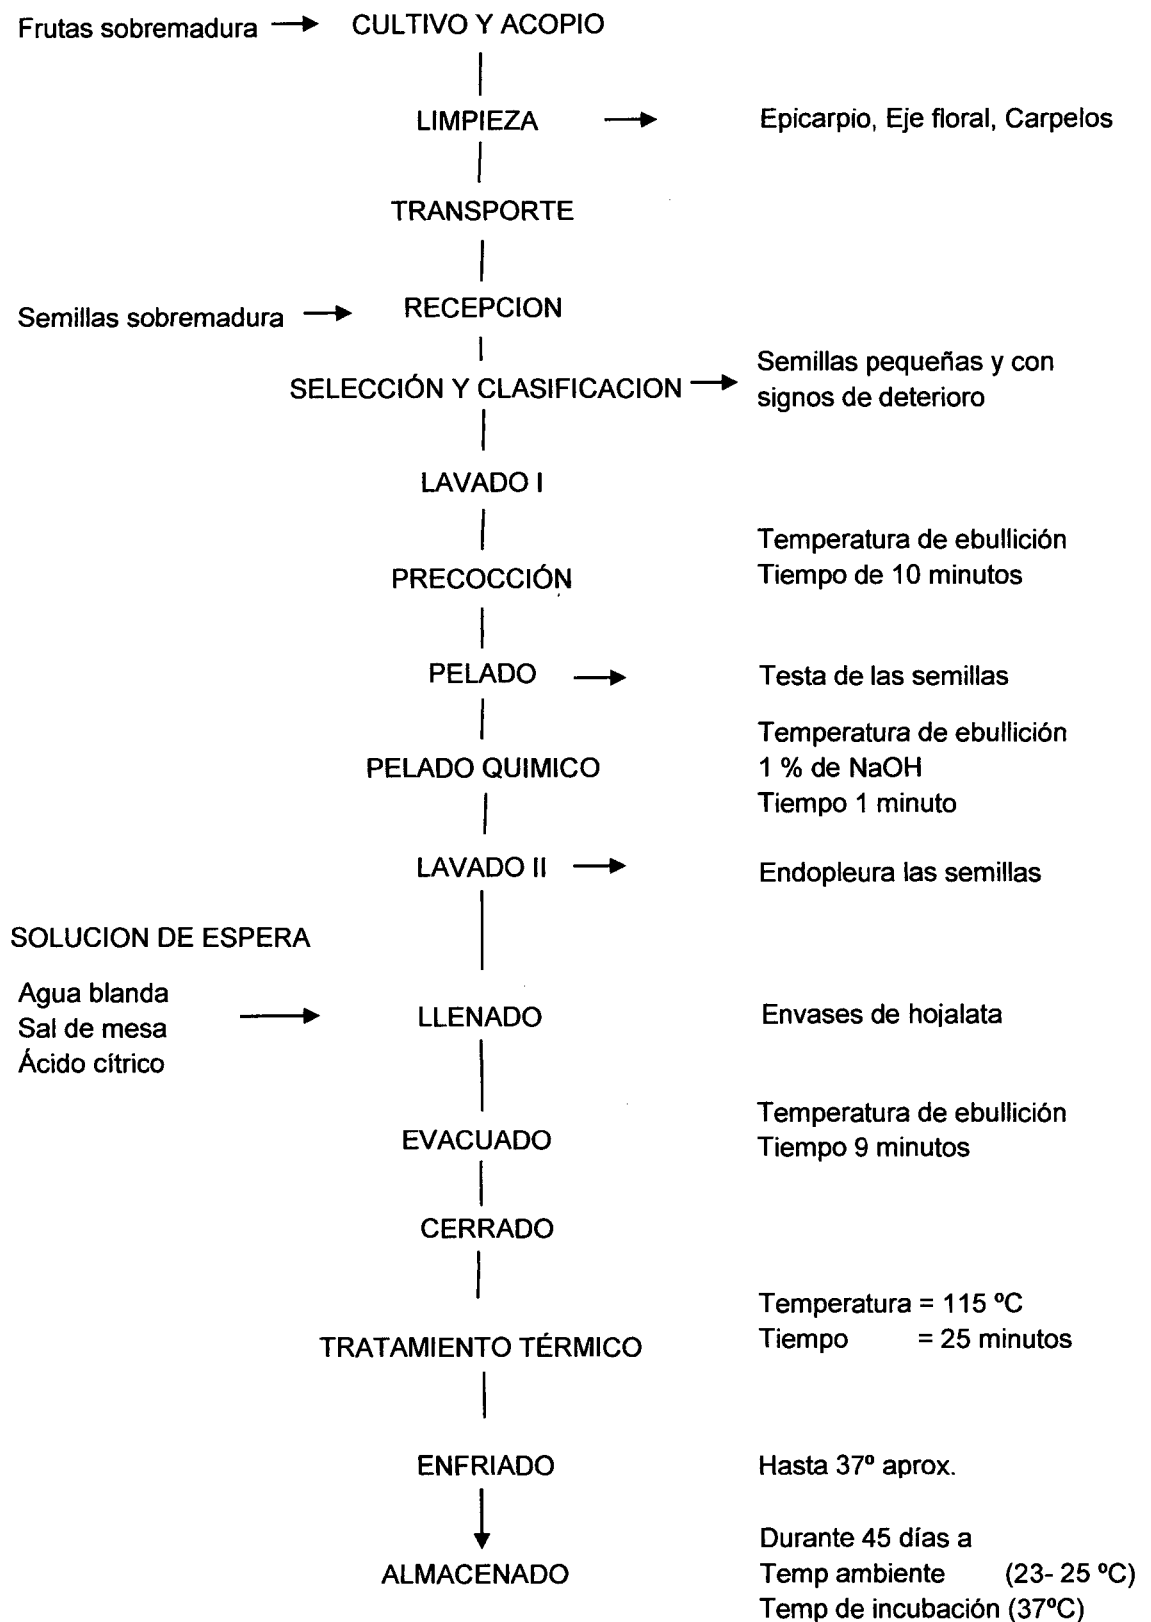 Frutas sobremadura
CULTIVO Y ACOPIO
LIMPIEZA
Epicarpio, Eje floral, Carpelos
TRANSPORTE
Semillas sobremadura
RECEPCION
SELECCIÓN Y CLASIFICACION
Semillas pequeñas y con
signos de deterioro
LAVADO I
PRECOCCIÓN
Temperatura de ebullición
Tiempo de 10 minutos
PELADO
Testa de las semillas
PELADO QUIMICO
Temperatura de ebullición
1 % de NaOH
Tiempo 1 minuto
LAVADO II
Endopleura las semillas
SOLUCION DE ESPERA
Agua blanda
Sal de mesa
Ácido cítrico
LLENADO
Envases de hojalata
EVACUADO
Temperatura de ebullición
Tiempo 9 minutos
CERRADO
TRATAMIENTO TÉRMICO
Temperatura = 115 ºC
Tiempo = 25 minutos
ENFRIADO
Hasta 37º aprox.
ALMACENADO
Durante 45 días a
Temp ambiente (23- 25 ºC)
Temp de incubación (37ºC)